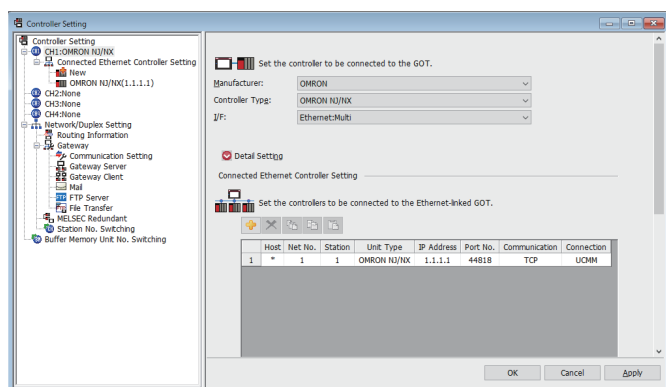 Controller Setting
Controller Setting
CH1:OMRON NJ/NX
Connected Ethernet Controller Setting
New
OMRON NJ/NX(1.1.1.1)
CH2:None
CH3:None
CH4:None
Network/Duplex Setting
Routing Information
Gateway
Communication Setting
Gateway Server
Gateway Client
Mail
FTP Server
File Transfer
MELSEC Redundant
Station No. Switching
Buffer Memory Unit No. Switching
Set the controller to be connected to the GOT.
Manufacturer: OMRON
Controller Type: OMRON NJ/NX
I/F: Ethernet:Multi
Detail Setting
Connected Ethernet Controller Setting
Set the controllers to be connected to the Ethernet-linked GOT.
Host Net No. Station Unit Type IP Address Port No. Communication Connection
1 * 1 1 OMRON NJ/NX 1.1.1.1 44818 TCP UCMM
OK Cancel Apply